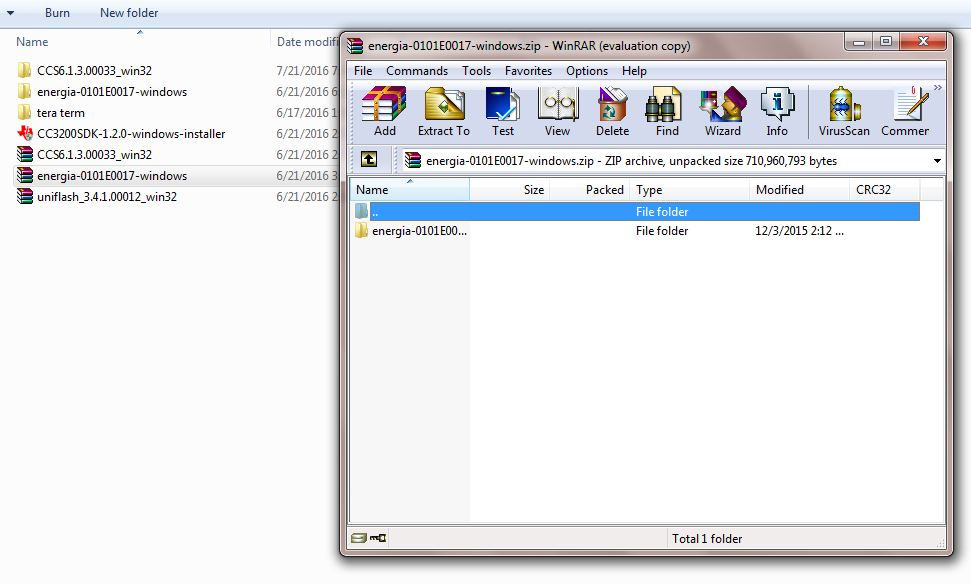 Burn New folder
Name Date modifi
CCS6.1.3.00033_win32 7/21/2016 7
energia-0101E0017-windows 6/21/2016 6
tera term 6/17/2016 1
CC3200SDK-1.2.0-windows-installer 6/21/2016 2
CCS6.1.3.00033_win32 6/21/2016 2
energia-0101E0017-windows 6/21/2016 3
uniflash_3.4.1.00012_win32 6/21/2016 2
energia-0101E0017-windows.zip - WinRAR (evaluation copy)
File Commands Tools Favorites Options Help
Add Extract To Test View Delete Find Wizard Info VirusScan Commer
energia-0101E0017-windows.zip - ZIP archive, unpacked size 710,960,793 bytes
Name Size Packed Type Modified CRC32
.. File folder
energia-0101E00... File folder 12/3/2015 2:12 ...
Total 1 folder